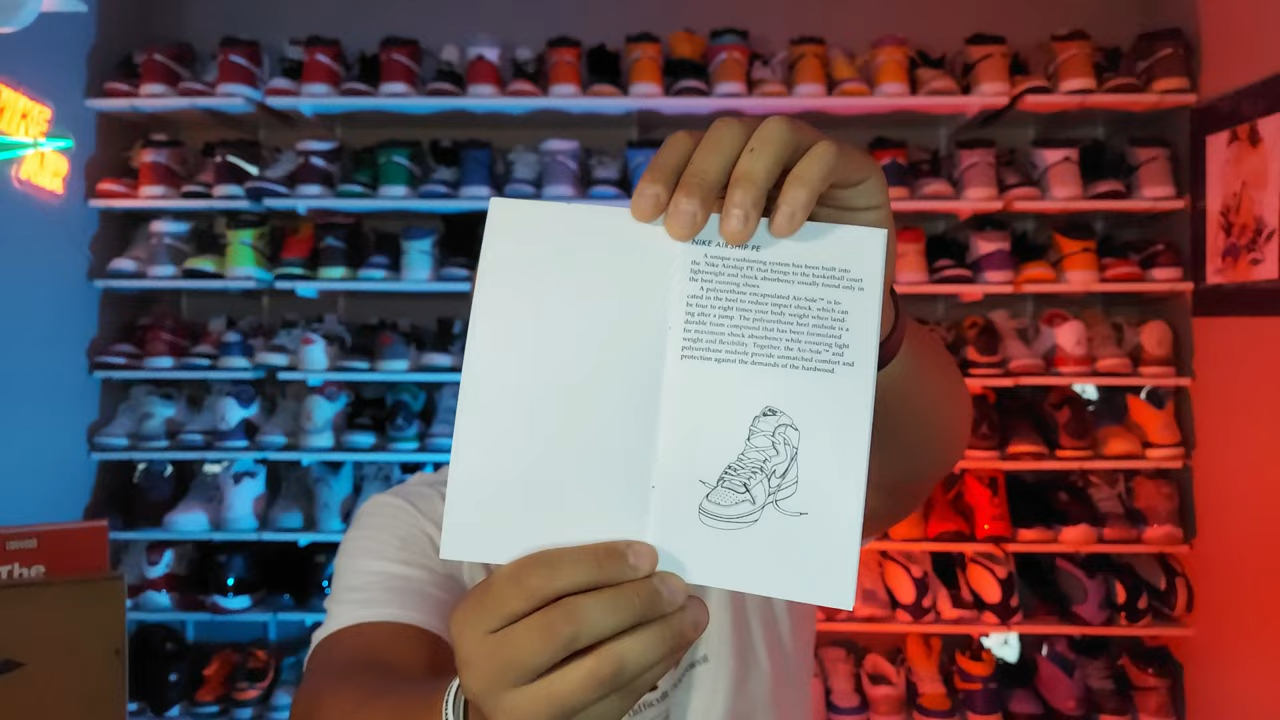 NIKE AIR
NIKE AIRSHIP PE
A unique cushioning system has been built into
the Nike Airship PE that brings to the basketball court
lightweight and shock absorbency usually found only in
the best running shoes.
A polyurethane encapsulated Air-Sole™ is lo-
cated in the heel to reduce impact shock, which can
be four to eight times your body weight when land-
ing after a jump. The polyurethane heel midsole is a
durable foam compound that has been formulated
for maximum shock absorbency while ensuring light
weight and flexibility. Together, the Air-Sole™ and
polyurethane midsole provide unmatched comfort and
protection against the demands of the hardwood.
The
difficult